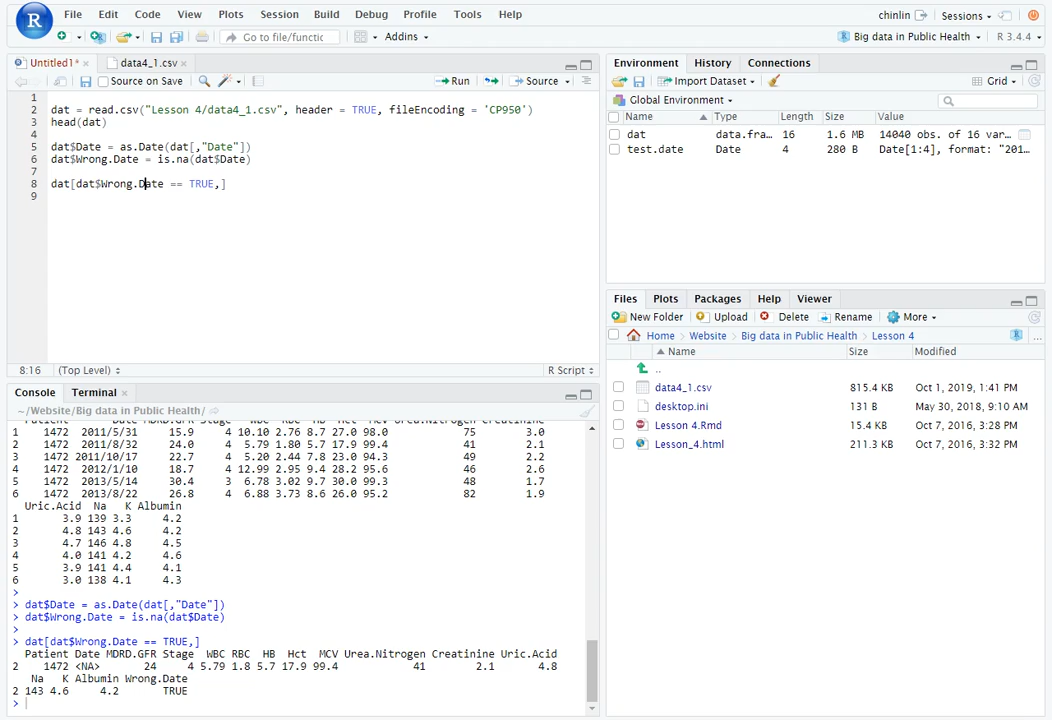 File Edit Code View Plots Session Build Debug Profile Tools Help
chinlin Sessions
Go to file/functic Addins
Big data in Public Health R 3.4.4
Untitled1* × data4_1.csv ×
Source on Save Run Source
1
2 dat = read.csv("Lesson 4/data4_1.csv", header = TRUE, fileEncoding = 'CP950')
3 head(dat)
4
5 dat$Date = as.Date(dat[,"Date"])
6 dat$Wrong.Date = is.na(dat$Date)
7
8 dat[dat$Wrong.Date == TRUE,]
9
8:16 (Top Level) R Script
Console Terminal ×
~/Website/Big data in Public Health/
Patient Date MDRD.GFR Stage WBC RBC HB Hct MCV Urea.Nitrogen Creatinine
1 1472 2011/5/31 15.9 4 10.10 2.76 8.7 27.0 98.0 75 3.0
2 1472 2011/8/32 24.0 4 5.79 1.80 5.7 17.9 99.4 41 2.1
3 1472 2011/10/17 22.7 4 5.20 2.44 7.8 23.0 94.3 49 2.2
4 1472 2012/1/10 18.7 4 12.99 2.95 9.4 28.2 95.6 46 2.6
5 1472 2013/5/14 30.4 3 6.78 3.02 9.7 30.0 99.3 48 1.7
6 1472 2013/8/22 26.8 4 6.88 3.73 8.6 26.0 95.2 82 1.9
Uric.Acid Na K Albumin
1 3.9 139 3.3 4.2
2 4.8 143 4.6 4.2
3 4.7 146 4.8 4.5
4 4.0 141 4.2 4.6
5 3.9 141 4.4 4.1
6 3.0 138 4.1 4.3
>
> dat$Date = as.Date(dat[,"Date"])
> dat$Wrong.Date = is.na(dat$Date)
>
> dat[dat$Wrong.Date == TRUE,]
Patient Date MDRD.GFR Stage WBC RBC HB Hct MCV Urea.Nitrogen Creatinine Uric.Acid
2 1472 <NA> 24 4 5.79 1.8 5.7 17.9 99.4 41 2.1 4.8
Na K Albumin Wrong.Date
2 143 4.6 4.2 TRUE
>
Environment History Connections
Import Dataset Grid
Global Environment
Name Type Length Size Value
dat data.fra… 16 1.6 MB 14040 obs. of 16 var…
test.date Date 4 280 B Date[1:4], format: "201…
Files Plots Packages Help Viewer
New Folder Upload Delete Rename More
Home Website Big data in Public Health Lesson 4 ...
Name Size Modified
..
data4_1.csv 815.4 KB Oct 1, 2019, 1:41 PM
desktop.ini 131 B May 30, 2018, 9:10 AM
Lesson 4.Rmd 15.4 KB Oct 7, 2016, 3:28 PM
Lesson_4.html 211.3 KB Oct 7, 2016, 3:32 PM